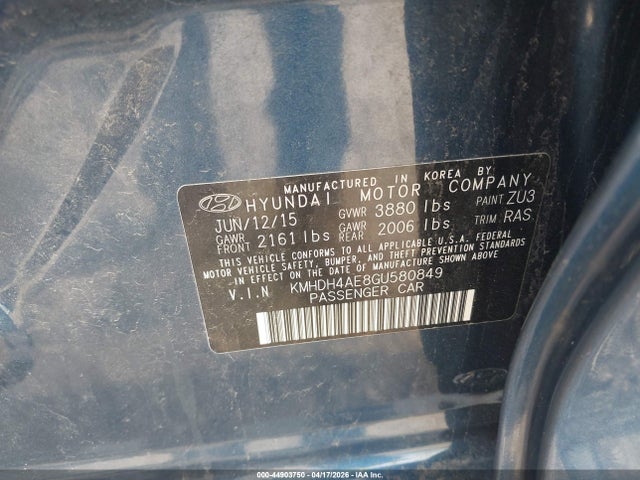 MANUFACTURED IN KOREA BY
HYUNDAI MOTOR COMPANY
JUN/12/15 GVWR 3880 lbs PAINT ZU3
GAWR FRONT 2161 lbs GAWR REAR 2006 lbs TRIM RAS
THIS VEHICLE CONFORMS TO ALL APPLICABLE U.S.A. FEDERAL
MOTOR VEHICLE SAFETY, BUMPER, AND THEFT PREVENTION STANDARDS
IN EFFECT ON THE DATE OF MANUFACTURE SHOWN ABOVE.
V.I.N KMHDH4AE8GU580849
PASSENGER CAR
000-44903750 - 04/17/2026 - COPART